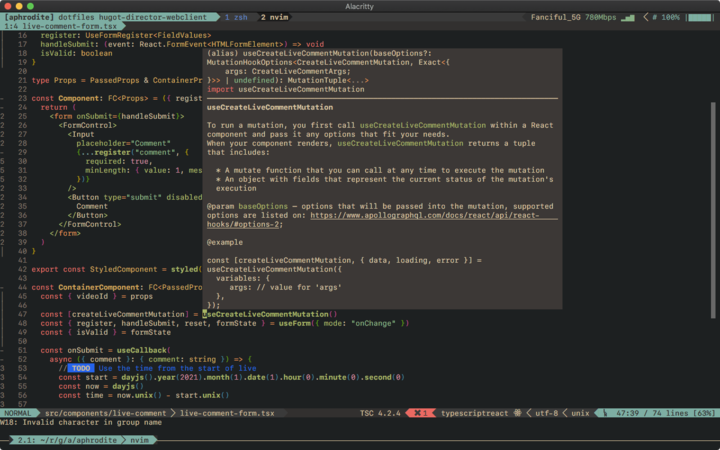 Alacritty
[aphrodite] dotfiles hugot-director-webclient 1 zsh 2 nvim Fanciful_5G 780Mbps # 100%
1:4 live-comment-form.tsx
16 register: UseFormRegister<FieldValues>
17 handleSubmit: (event: React.FormEvent<HTMLFormElement>) => void
18 isValid: boolean
19 }
20
21 type Props = PassedProps & ContainerPr
22
23 const Component: FC<Props> = ({ regist
24 return (
25 <form onSubmit={handleSubmit}>
26 <FormControl>
27 <Input
28 placeholder="Comment"
29 {...register("comment", {
30 required: true,
31 minLength: { value: 1, mes
32 })}
33 />
34 <Button type="submit" disabled
35 Comment
36 </Button>
37 </FormControl>
38 </form>
39 )
40 }
41
42 export const StyledComponent = styled(
43
44 const ContainerComponent: FC<PassedPro
45 const { videoId } = props
46
47 const [createLiveCommentMutation] = useCreateLiveCommentMutation()
48 const { register, handleSubmit, reset, formState } = useForm({ mode: "onChange" })
49 const { isValid } = formState
50
51 const onSubmit = useCallback(
52 async ({ comment }: { comment: string }) => {
53 // TODO Use the time from the start of live
54 const start = dayjs().year(2021).month(1).date(1).hour(0).minute(0).second(0)
55 const now = dayjs()
56 const time = now.unix() - start.unix()
57
(alias) useCreateLiveCommentMutation(baseOptions?:
MutationHookOptions<CreateLiveCommentMutation, Exact<{
args: CreateLiveCommentArgs;
}>> | undefined): MutationTuple<...>
import useCreateLiveCommentMutation
useCreateLiveCommentMutation
To run a mutation, you first call useCreateLiveCommentMutation within a React
component and pass it any options that fit your needs.
When your component renders, useCreateLiveCommentMutation returns a tuple
that includes:
* A mutate function that you can call at any time to execute the mutation
* An object with fields that represent the current status of the mutation's
execution
@param baseOptions — options that will be passed into the mutation, supported
options are listed on: https://www.apollographql.com/docs/react/api/react-
hooks/#options-2;
@example
const [createLiveCommentMutation, { data, loading, error }] =
useCreateLiveCommentMutation({
variables: {
args: // value for 'args'
},
});
NORMAL src/components/live-comment live-comment-form.tsx TSC 4.2.4 ✖ 1 typescriptreact utf-8 unix 47:39 / 74 lines [63%]
W18: Invalid character in group name
2.1: ~/r/g/a/aphrodite nvim